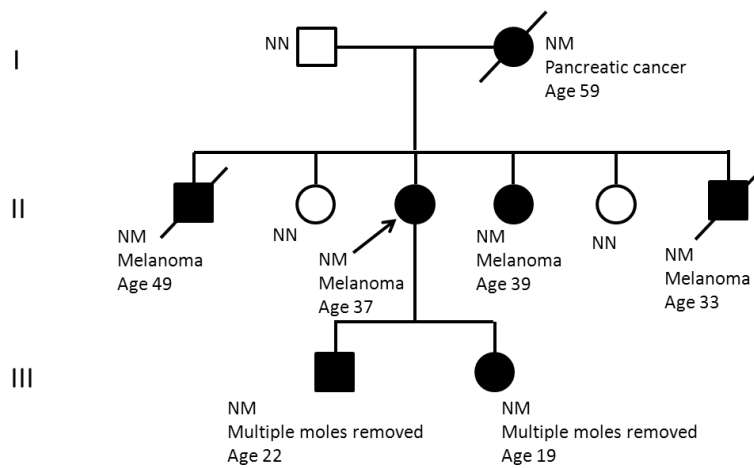 I
NN
NM
Pancreatic cancer
Age 59
II
NM
Melanoma
Age 49
NN
NM
Melanoma
Age 37
NM
Melanoma
Age 39
NN
NM
Melanoma
Age 33
III
NM
Multiple moles removed
Age 22
NM
Multiple moles removed
Age 19